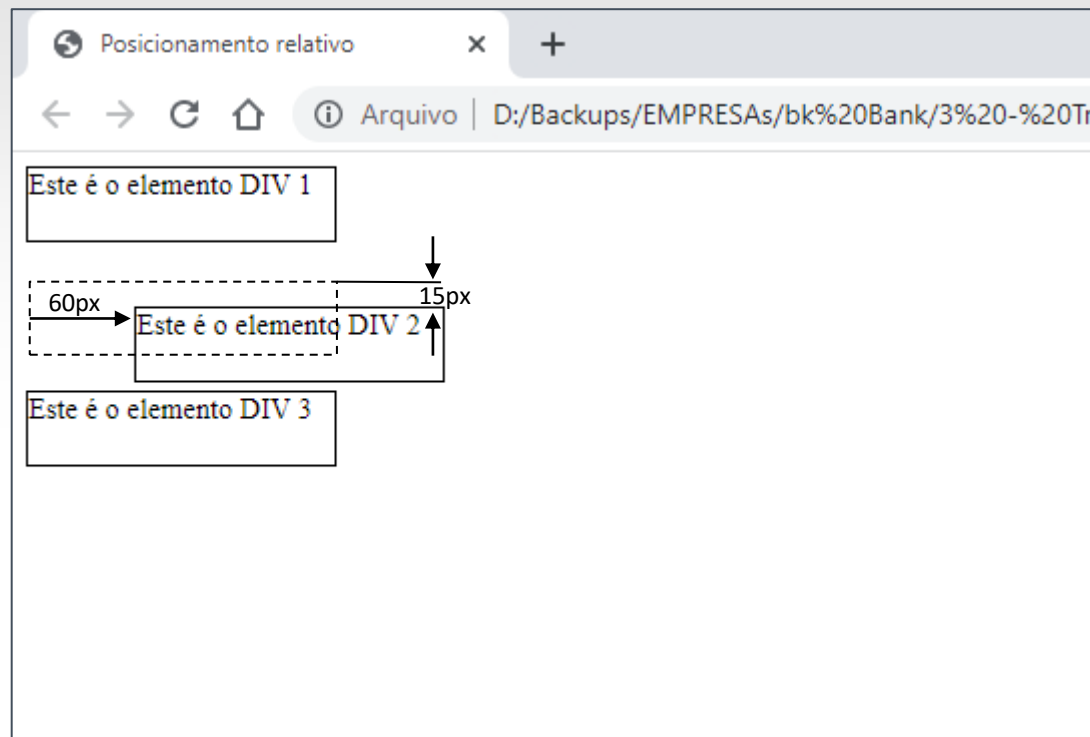 Posicionamento relativo
Arquivo D:/Backups/EMPRESAs/bk%20Bank/3%20-%20Tr
Este é o elemento DIV 1
60px
15px
Este é o elemento DIV 2
Este é o elemento DIV 3